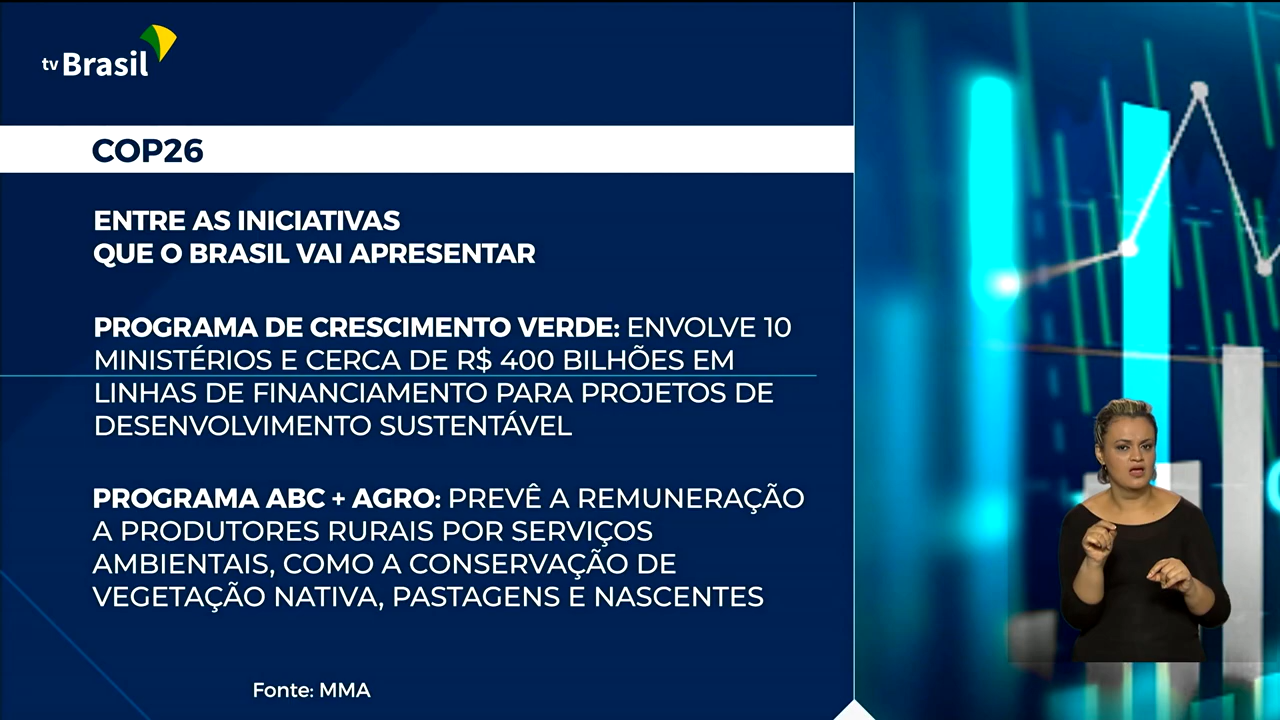 tv Brasil
COP26
ENTRE AS INICIATIVAS
QUE O BRASIL VAI APRESENTAR
PROGRAMA DE CRESCIMENTO VERDE: ENVOLVE 10
MINISTÉRIOS E CERCA DE R$ 400 BILHÕES EM
LINHAS DE FINANCIAMENTO PARA PROJETOS DE
DESENVOLVIMENTO SUSTENTÁVEL
PROGRAMA ABC + AGRO: PREVÊ A REMUNERAÇÃO
A PRODUTORES RURAIS POR SERVIÇOS
AMBIENTAIS, COMO A CONSERVAÇÃO DE
VEGETAÇÃO NATIVA, PASTAGENS E NASCENTES
Fonte: MMA